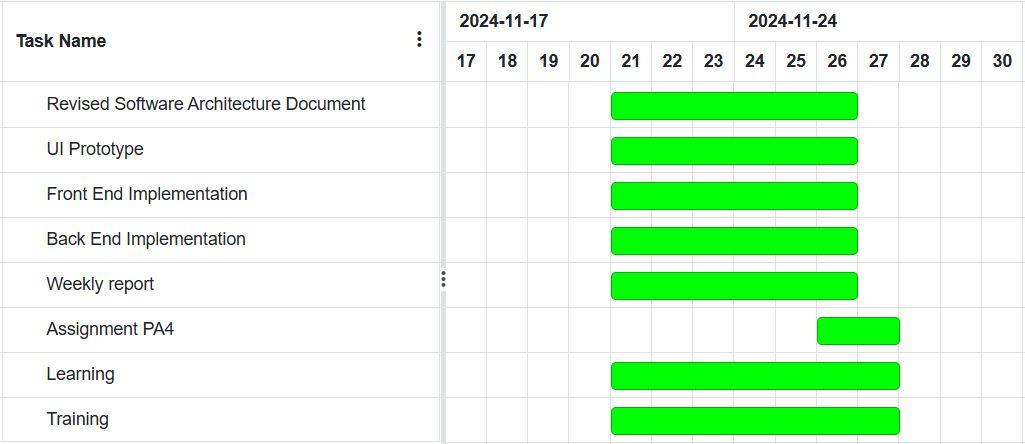 Task Name
2024-11-17 2024-11-24
17 18 19 20 21 22 23 24 25 26 27 28 29 30
Revised Software Architecture Document
UI Prototype
Front End Implementation
Back End Implementation
Weekly report
Assignment PA4
Learning
Training